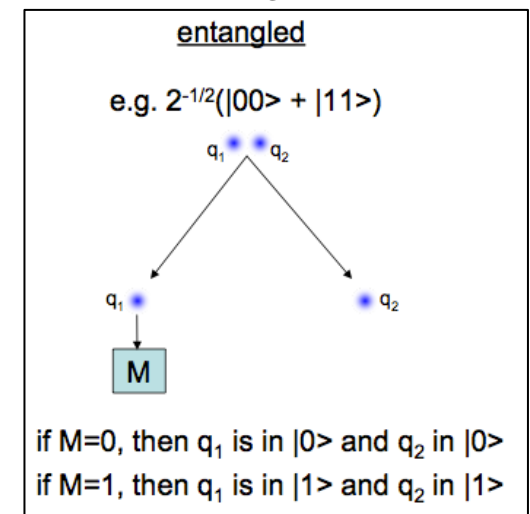 entangled
e.g. 2-1/2(|00> + |11>)
q1 q2
q1 q2
M
if M=0, then q1 is in |0> and q2 in |0>
if M=1, then q1 is in |1> and q2 in |1>